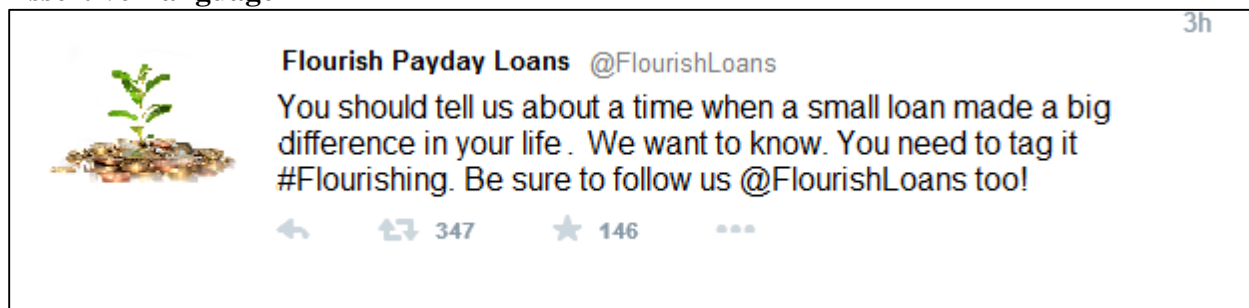 3h
Flourish Payday Loans @FlourishLoans
You should tell us about a time when a small loan made a big
difference in your life. We want to know. You need to tag it
#Flourishing. Be sure to follow us @FlourishLoans too!
347 146